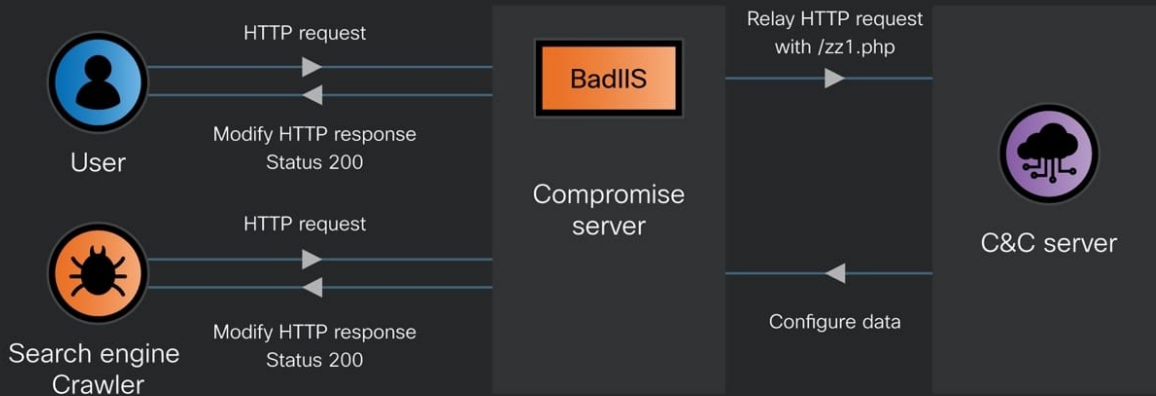 HTTP request
Modify HTTP response
Status 200
User
HTTP request
Modify HTTP response
Status 200
Search engine
Crawler
BadIIS
Compromise
server
Relay HTTP request
with /zz1.php
Configure data
C&C server